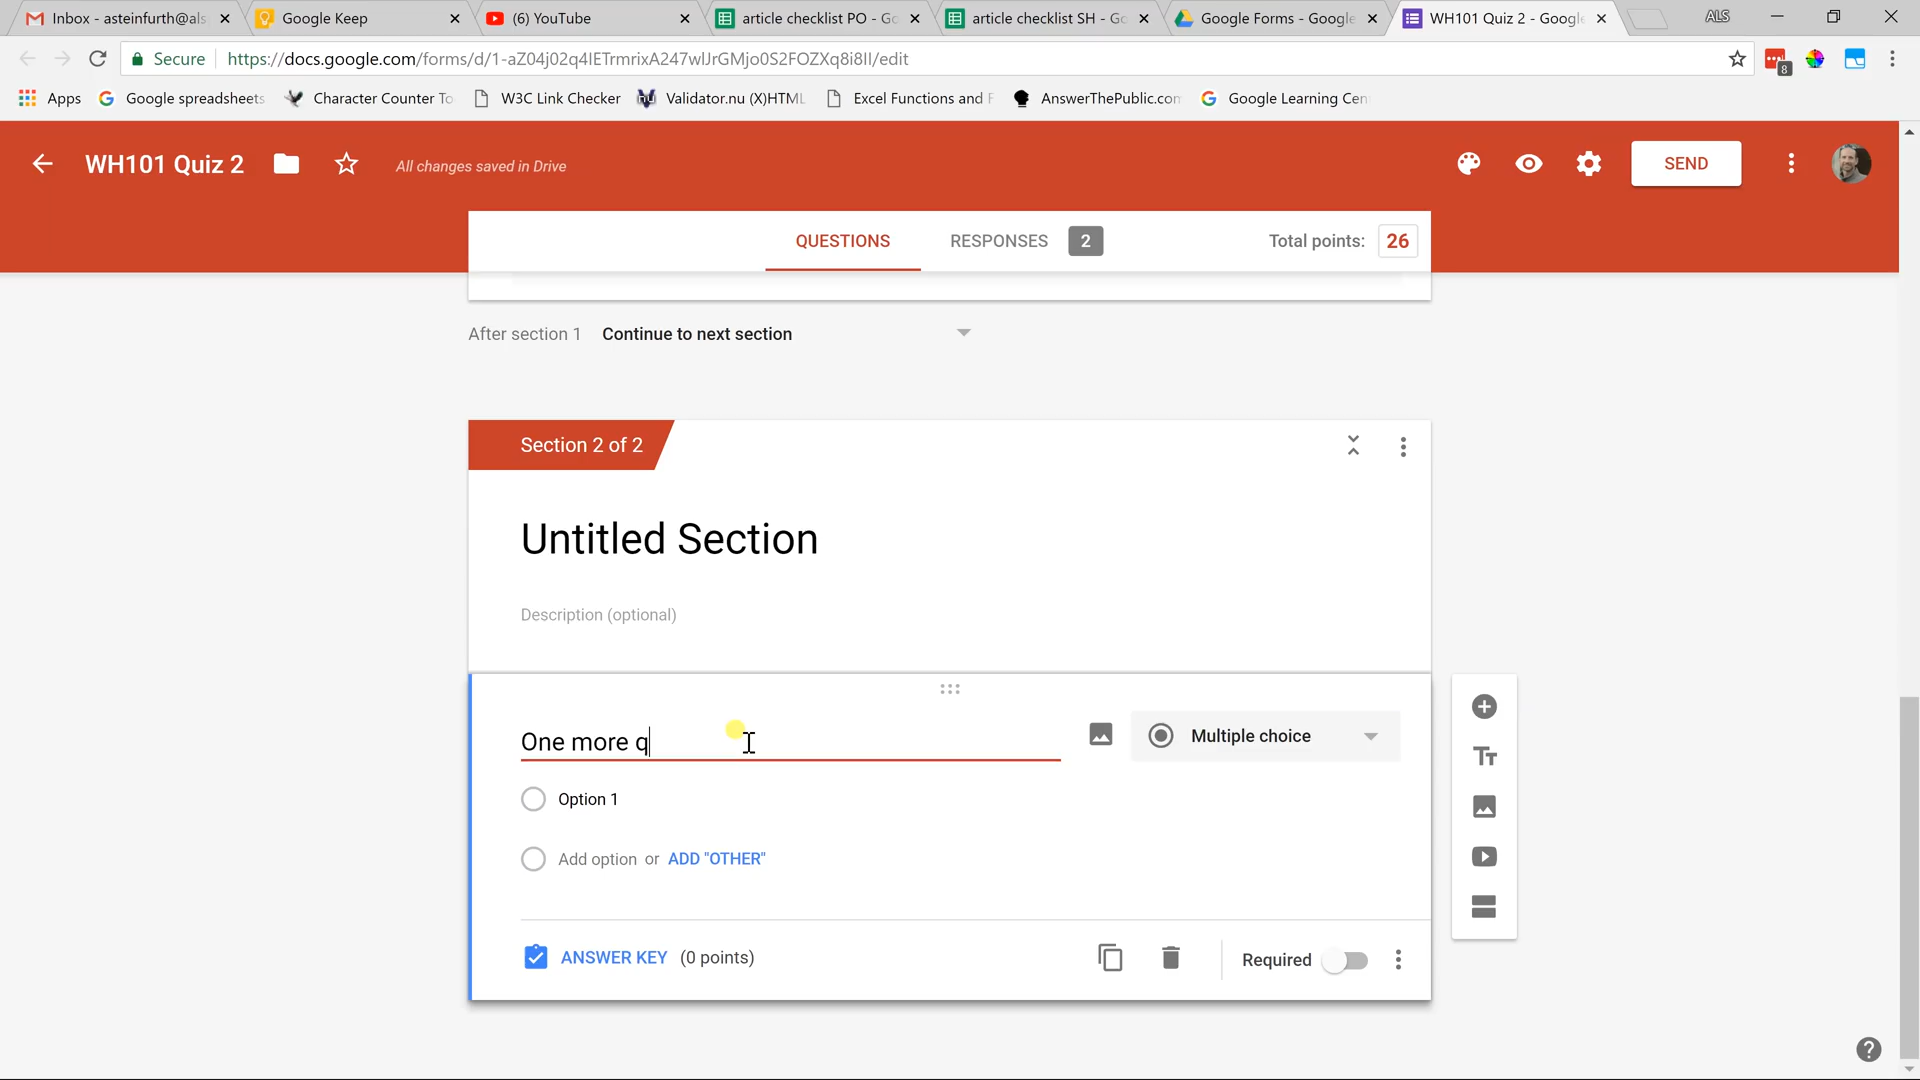 Inbox - asteinfurth@als
Google Keep
(6) YouTube
article checklist PO - Go
article checklist SH - Go
Google Forms - Google
WH101 Quiz 2 - Google
ALS
Secure
https://docs.google.com/forms/d/1-aZ04j02q4IETrmrixA247wlJrGMjo0S2FOZXq8i8lI/edit
8
Apps
Google spreadsheets
Character Counter To
W3C Link Checker
Validator.nu (X)HTML
Excel Functions and F
AnswerThePublic.com
Google Learning Cen
WH101 Quiz 2
All changes saved in Drive
SEND
QUESTIONS
RESPONSES
2
Total points:
26
After section 1
Continue to next section
Section 2 of 2
Untitled Section
Description (optional)
One more q
Multiple choice
Option 1
Add option or ADD "OTHER"
ANSWER KEY (0 points)
Required